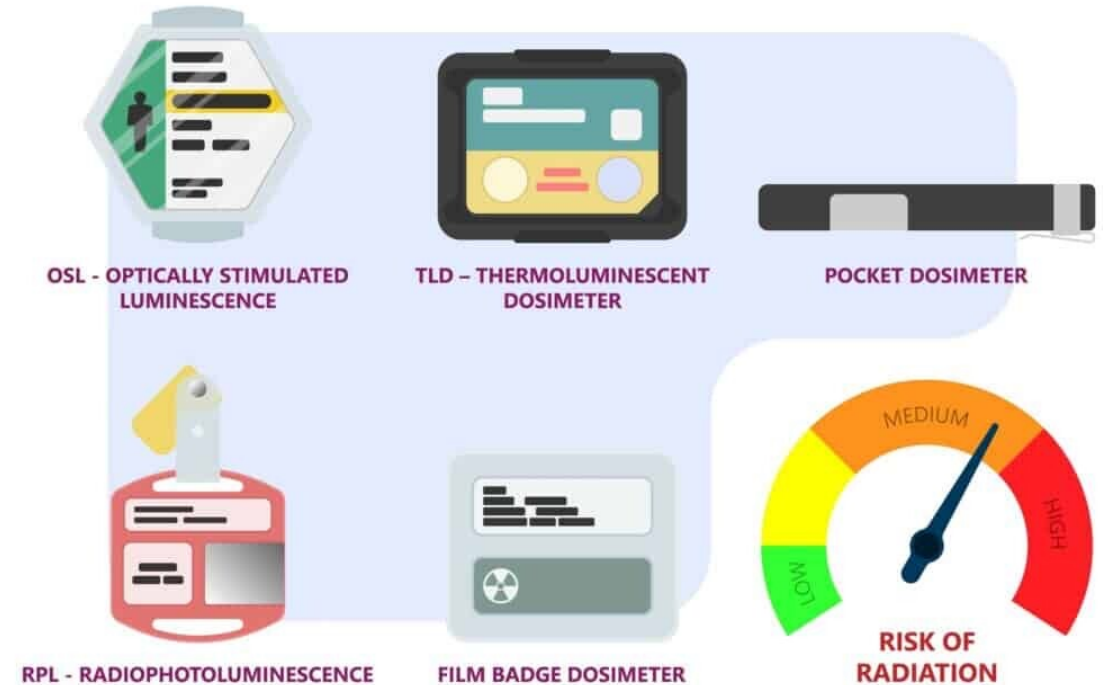 OSL - OPTICALLY STIMULATED
LUMINESCENCE
TLD – THERMOLUMINESCENT
DOSIMETER
POCKET DOSIMETER
RPL - RADIOPHOTOLUMINESCENCE
FILM BADGE DOSIMETER
LOW
MEDIUM
HIGH
RISK OF
RADIATION